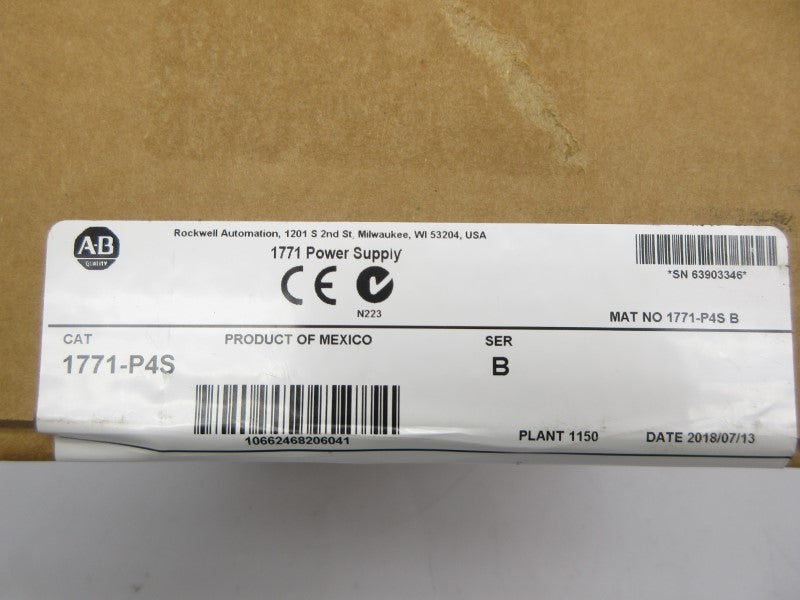 A·B
QUALITY
Rockwell Automation, 1201 S 2nd St, Milwaukee, WI 53204, USA
1771 Power Supply
CE
N223
*SN 63903346*
MAT NO 1771-P4S B
CAT
PRODUCT OF MEXICO
SER
1771-P4S
B
10662468206041
PLANT 1150
DATE 2018/07/13